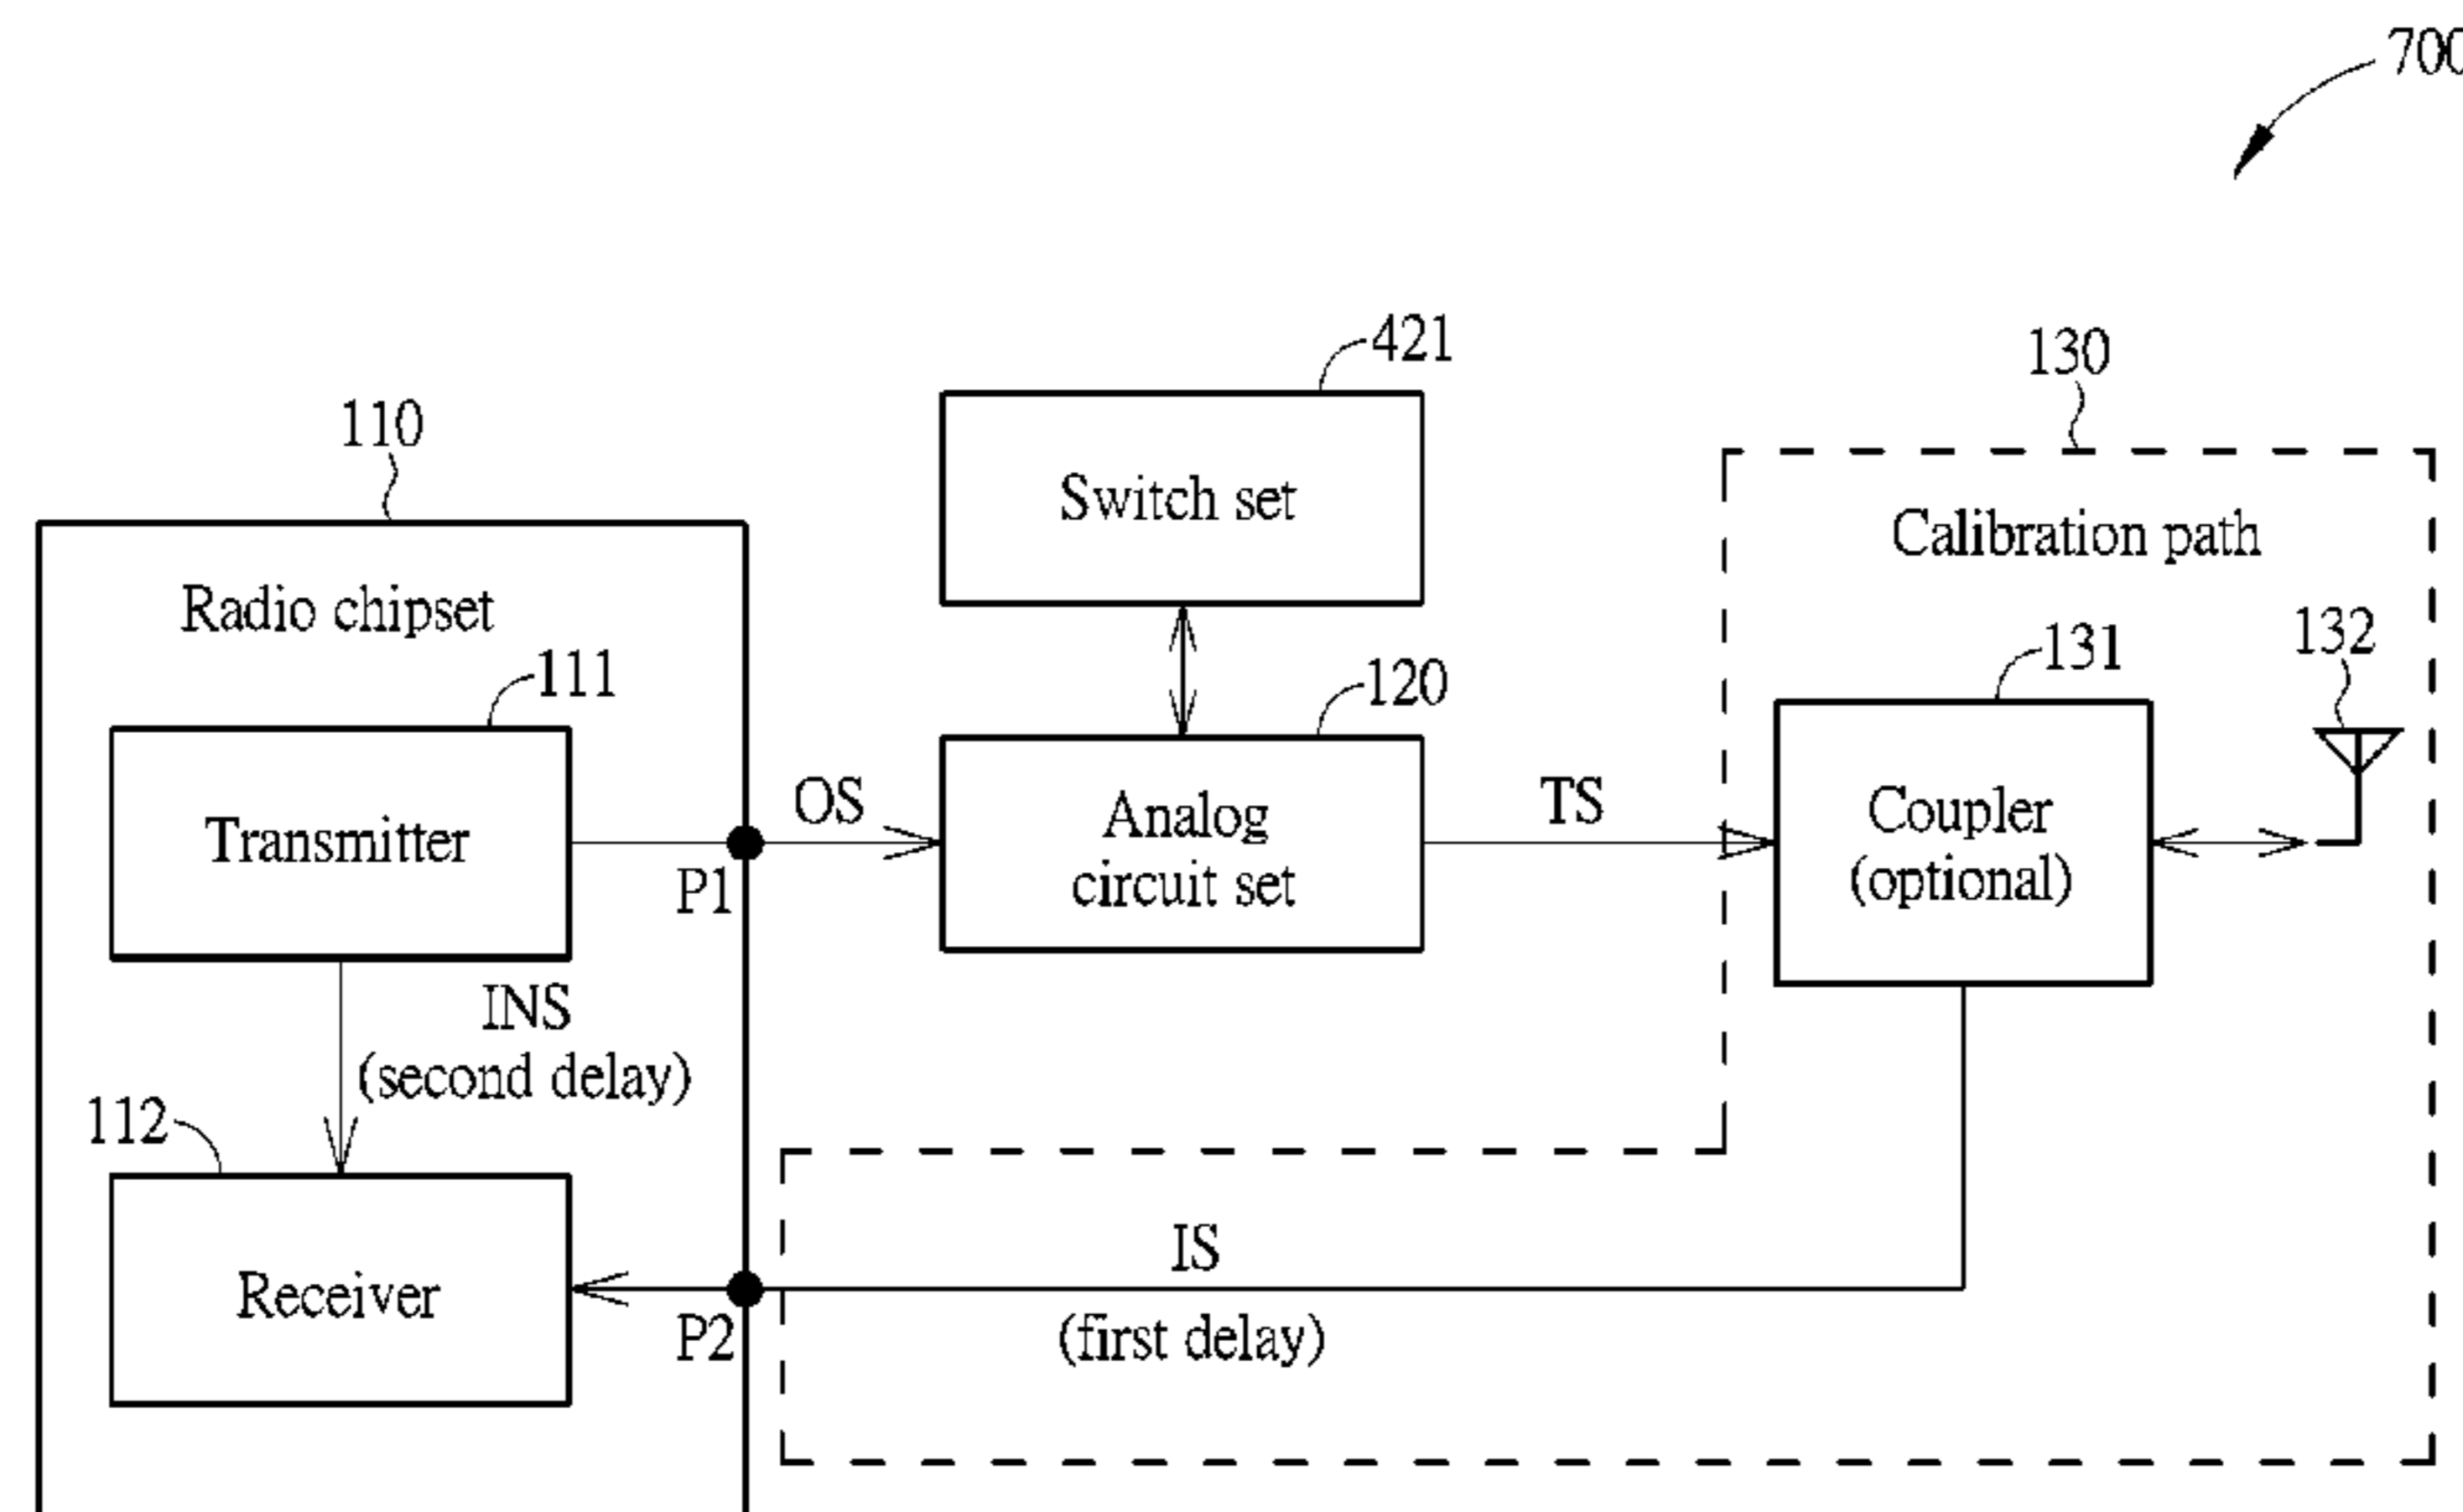 700
421
130
110
Switch set
Calibration path
Radio chipset
132
131
111
120
OS
TS
Transmitter
Analog
circuit set
Coupler
(optional)
P1
INS
(second delay)
112
IS
Receiver
P2
(first delay)